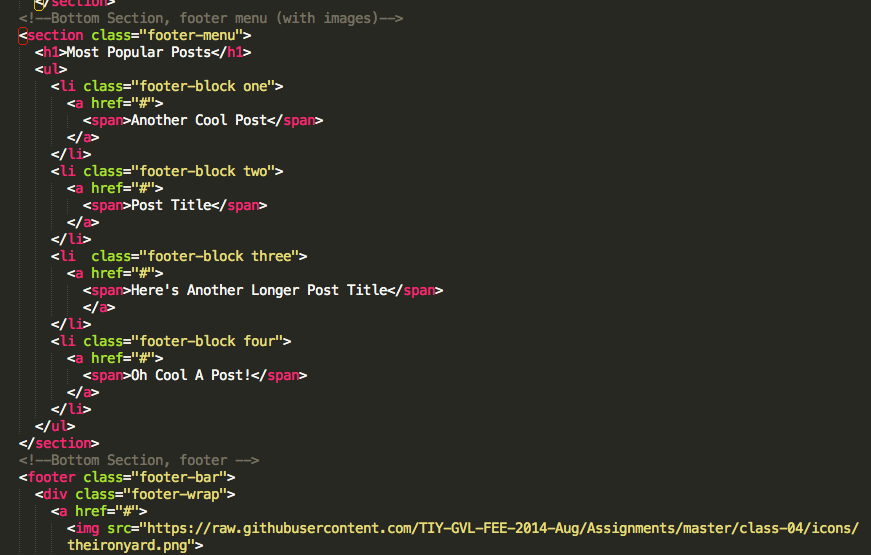 </section>
<!--Bottom Section, footer menu (with images)-->
<section class="footer-menu">
  <h1>Most Popular Posts</h1>
  <ul>
    <li class="footer-block one">
      <a href="#">
        <span>Another Cool Post</span>
      </a>
    </li>
    <li class="footer-block two">
      <a href="#">
        <span>Post Title</span>
      </a>
    </li>
    <li  class="footer-block three">
      <a href="#">
        <span>Here's Another Longer Post Title</span>
        </a>
    </li>
    <li class="footer-block four">
      <a href="#">
        <span>Oh Cool A Post!</span>
      </a>
    </li>
  </ul>
</section>
<!--Bottom Section, footer -->
<footer class="footer-bar">
  <div class="footer-wrap">
    <a href="#">
      <img src="https://raw.githubusercontent.com/TIY-GVL-FEE-2014-Aug/Assignments/master/class-04/icons/
      theironyard.png">